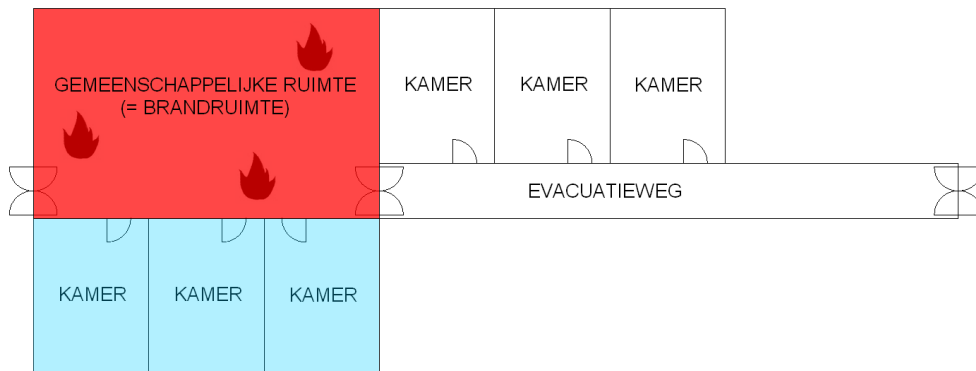 GEMEENSCHAPPELIJKE RUIMTE
(= BRANDRUIMTE)
KAMER
KAMER
KAMER
EVACUATIEWEG
KAMER
KAMER
KAMER